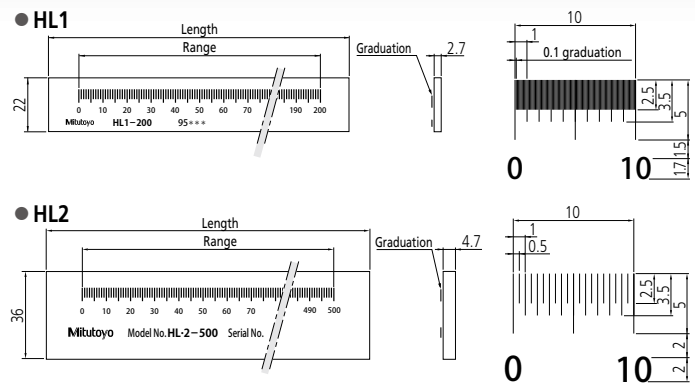 ● HL1
Length
Range
Graduation
2.7
22
0 10 20 30 40 50 60 70 190 200
Mitutoyo HL1−200 95∗∗∗
10
1
0.1 graduation
2.5
3.5
5
1.5
1.7
0 10
● HL2
Length
Range
Graduation
4.7
36
0 10 20 30 40 50 60 70 490 500
Mitutoyo Model No. HL-2−500 Serial No.
10
1
0.5
2.5
3.5
5
2
2
0 10